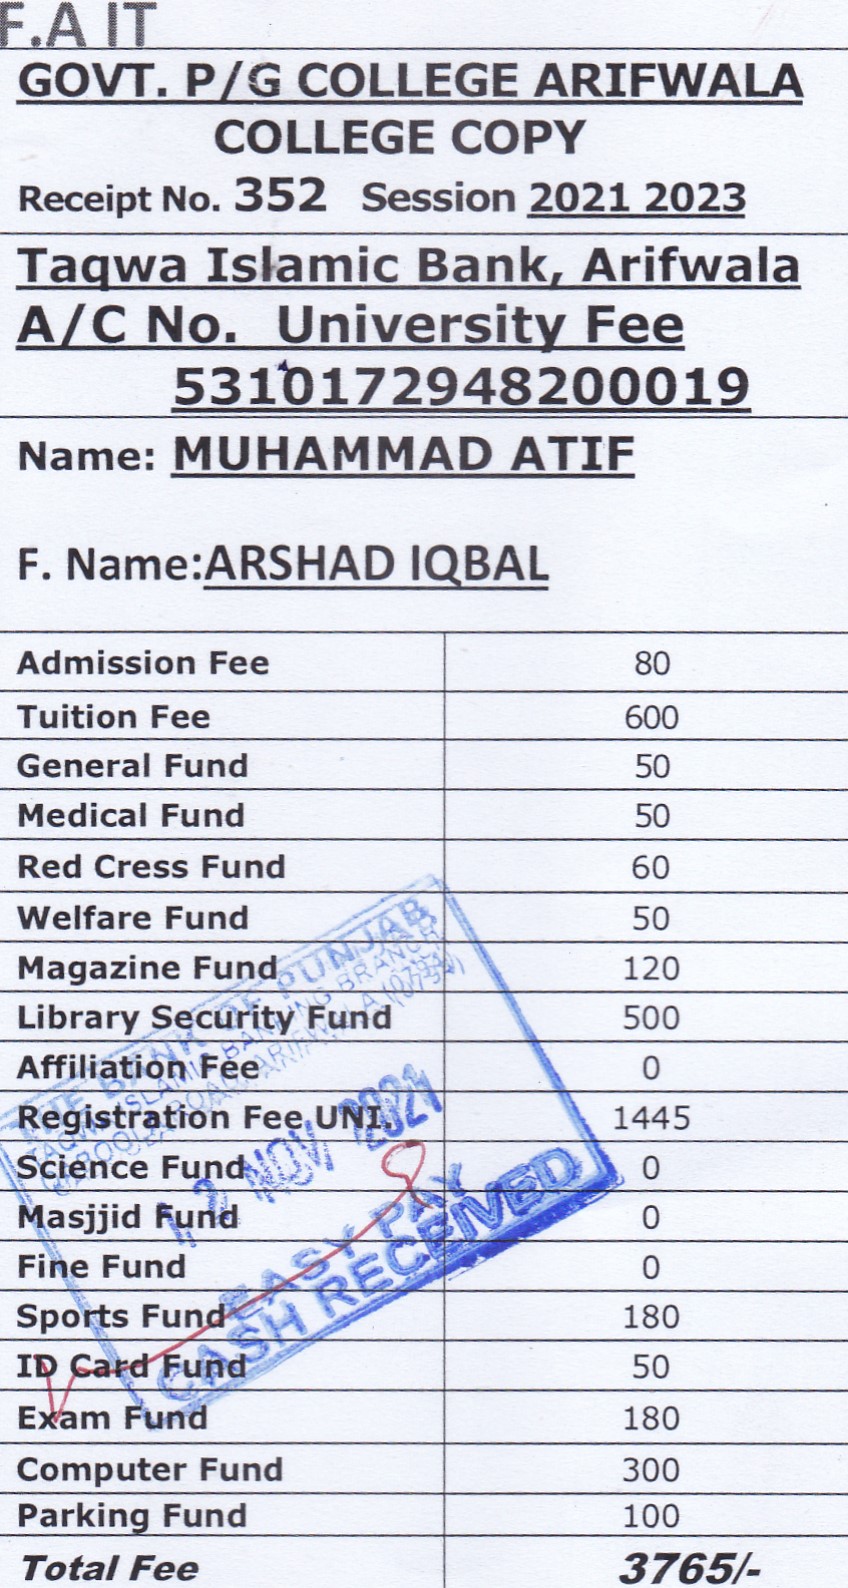 F.A IT
GOVT. P/G COLLEGE ARIFWALA
COLLEGE COPY
Receipt No. 352 Session 2021 2023
Taqwa Islamic Bank, Arifwala
A/C No. University Fee
5310172948200019
Name: MUHAMMAD ATIF
F. Name:ARSHAD IQBAL
Admission Fee 80
Tuition Fee 600
General Fund 50
Medical Fund 50
Red Cress Fund 60
Welfare Fund 50
Magazine Fund 120
Library Security Fund 500
Affiliation Fee 0
Registration Fee UNI. 1445
Science Fund 0
Masjjid Fund 0
Fine Fund 0
Sports Fund 180
ID Card Fund 50
Exam Fund 180
Computer Fund 300
Parking Fund 100
Total Fee 3765/-
THE BANK OF PUNJAB
TAQWA ISLAMIC BANKING BRANCH
ARIFWALA
12 NOV 2021
EASY PAY
CASH RECEIVED